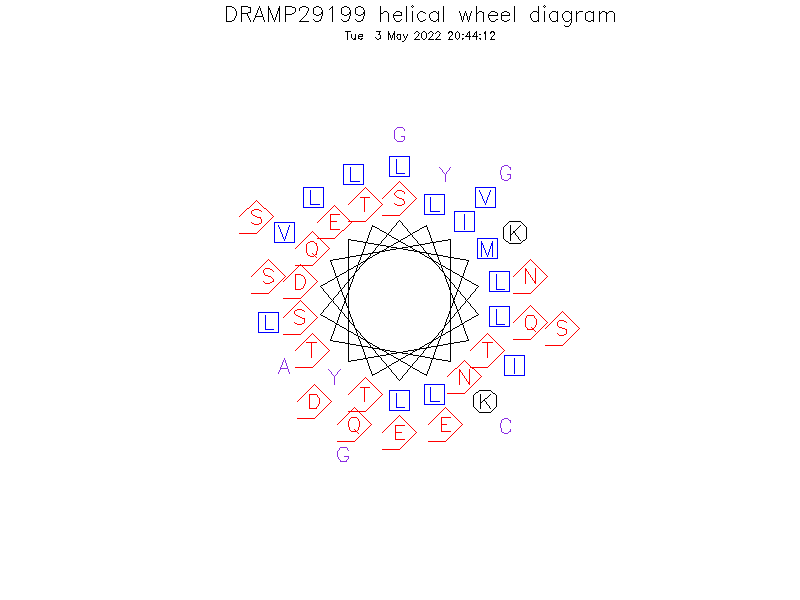 DRAMP29199 helical wheel diagram
Tue 3 May 2022 20:44:12
G
L L L Y G
L E T S L I V
S V Q M K
S D L N
L S L Q S
A T Y T I
D T L L N K
Q E E C
G